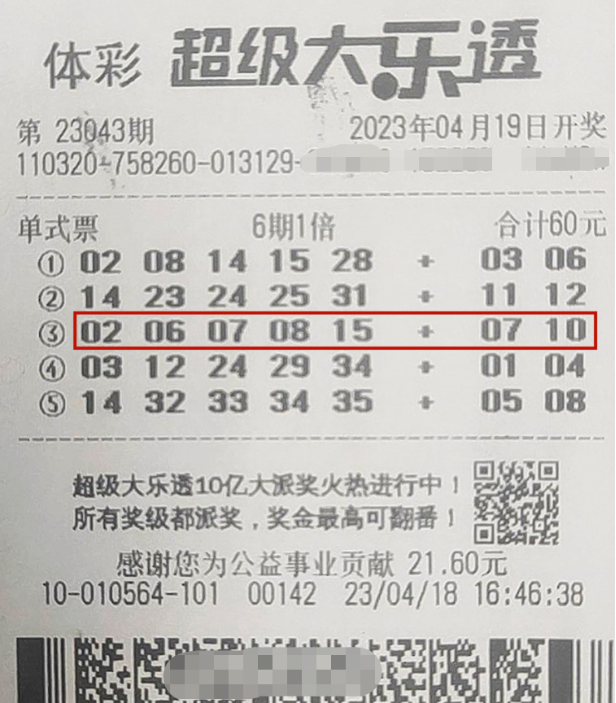 体彩 超级大乐透
第 23043期 2023年04月19日开奖
110320-758260-013129-
单式票 6期1倍 合计60元
① 02 08 14 15 28 + 03 06
② 14 23 24 25 31 + 11 12
③ 02 06 07 08 15 + 07 10
④ 03 12 24 29 34 + 01 04
⑤ 14 32 33 34 35 + 05 08
超级大乐透10亿大派奖火热进行中！
所有奖级都派奖，奖金最高可翻番！
感谢您为公益事业贡献 21.60元
10-010564-101 00142 23/04/18 16:46:38